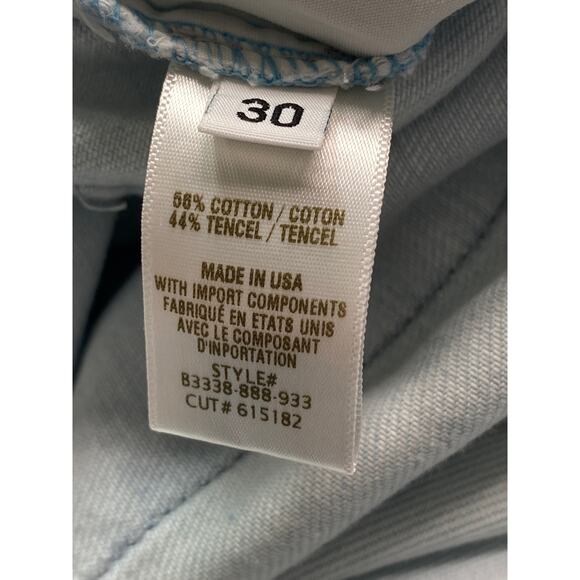 30
56% COTTON / COTON
44% TENCEL / TENCEL
MADE IN USA
WITH IMPORT COMPONENTS
FABRIQUÉ EN ETATS UNIS
AVEC LE COMPOSANT
D'INPORTATION
STYLE#
B3338-888-933
CUT# 615182